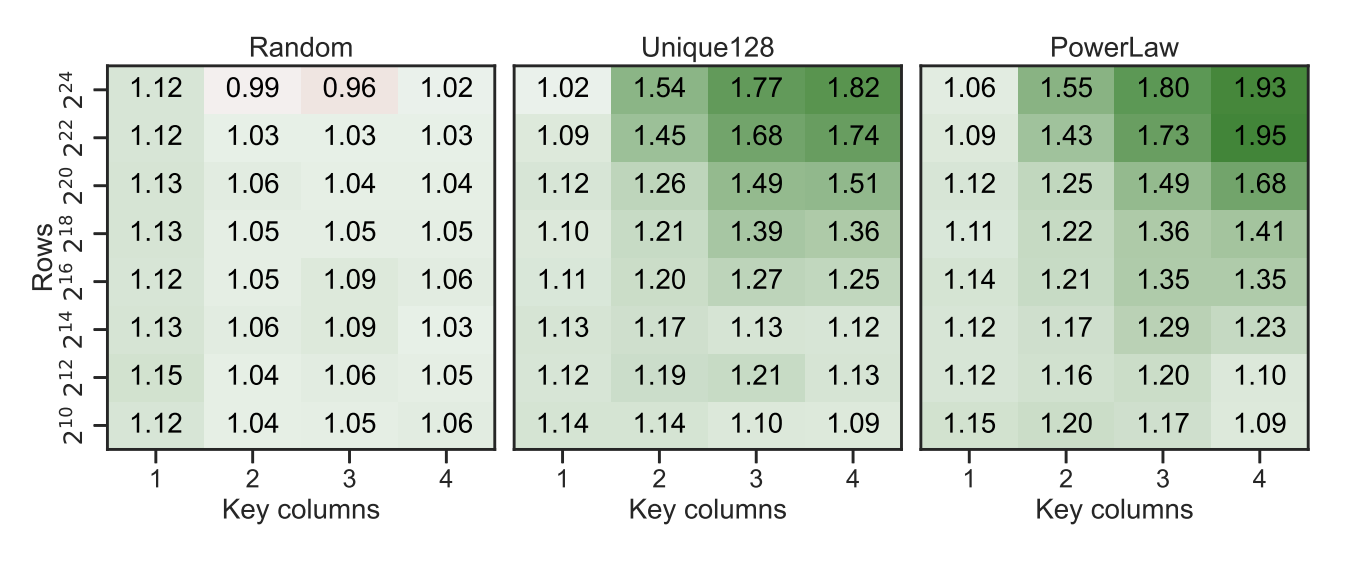 Random Unique128 PowerLaw
2^24 1.12 0.99 0.96 1.02 1.02 1.54 1.77 1.82 1.06 1.55 1.80 1.93
2^22 1.12 1.03 1.03 1.03 1.09 1.45 1.68 1.74 1.09 1.43 1.73 1.95
2^20 1.13 1.06 1.04 1.04 1.12 1.26 1.49 1.51 1.12 1.25 1.49 1.68
2^18 1.13 1.05 1.05 1.05 1.10 1.21 1.39 1.36 1.11 1.22 1.36 1.41
Rows
2^16 1.12 1.05 1.09 1.06 1.11 1.20 1.27 1.25 1.14 1.21 1.35 1.35
2^14 1.13 1.06 1.09 1.03 1.13 1.17 1.13 1.12 1.12 1.17 1.29 1.23
2^12 1.15 1.04 1.06 1.05 1.12 1.19 1.21 1.13 1.12 1.16 1.20 1.10
2^10 1.12 1.04 1.05 1.06 1.14 1.14 1.10 1.09 1.15 1.20 1.17 1.09
1 2 3 4 1 2 3 4 1 2 3 4
Key columns Key columns Key columns